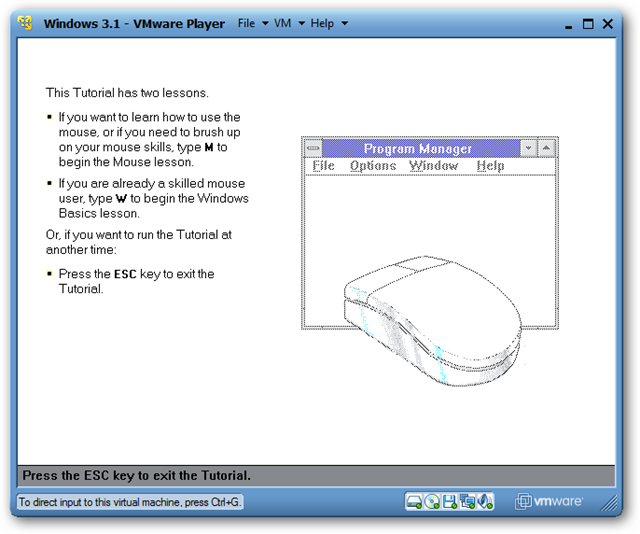 Windows 3.1 - VMware Player File VM Help
This Tutorial has two lessons.
If you want to learn how to use the
mouse, or if you need to brush up
on your mouse skills, type M to
begin the Mouse lesson.
If you are already a skilled mouse
user, type W to begin the Windows
Basics lesson.
Or, if you want to run the Tutorial at
another time:
Press the ESC key to exit the
Tutorial.
Program Manager
File Options Window Help
Press the ESC key to exit the Tutorial.
To direct input to this virtual machine, press Ctrl+G.
vmware